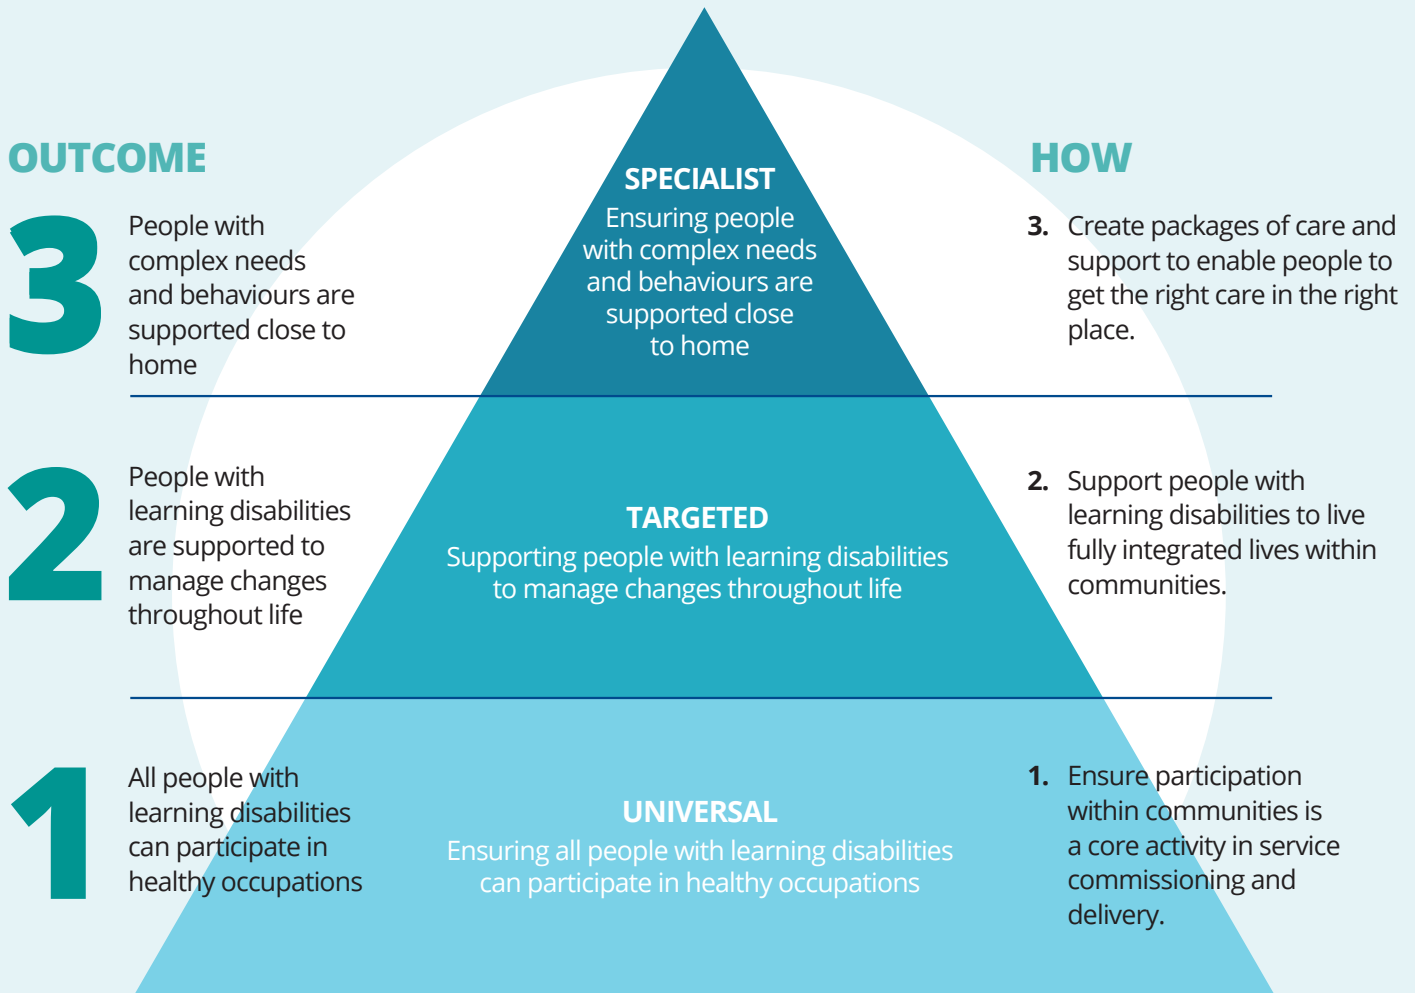 OUTCOME
3
People with
complex needs
and behaviours are
supported close to
home
2
People with
learning disabilities
are supported to
manage changes
throughout life
1
All people with
learning disabilities
can participate in
healthy occupations
SPECIALIST
Ensuring people
with complex needs
and behaviours are
supported close
to home
TARGETED
Supporting people with learning disabilities
to manage changes throughout life
UNIVERSAL
Ensuring all people with learning disabilities
can participate in healthy occupations
HOW
3. Create packages of care and
support to enable people to
get the right care in the right
place.
2. Support people with
learning disabilities to live
fully integrated lives within
communities.
1. Ensure participation
within communities is
a core activity in service
commissioning and
delivery.